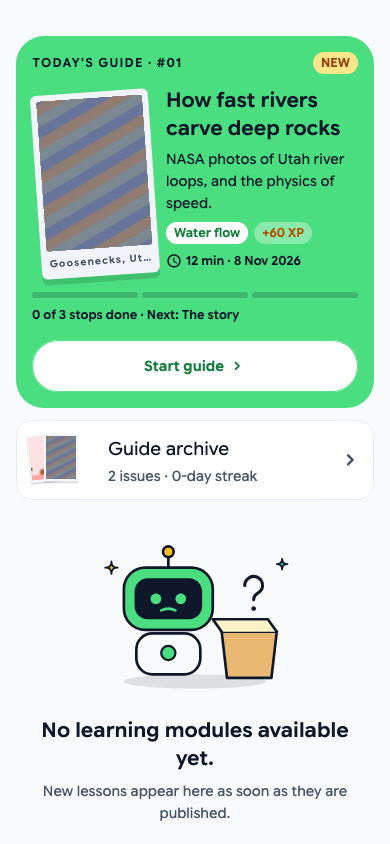 TODAY'S GUIDE · #01
NEW
How fast rivers
carve deep rocks
NASA photos of Utah river
loops, and the physics of
speed.
Water flow
+60 XP
Goosenecks, Ut…
12 min · 8 Nov 2026
0 of 3 stops done · Next: The story
Start guide
Guide archive
2 issues · 0-day streak
?
No learning modules available
yet.
New lessons appear here as soon as they are
published.